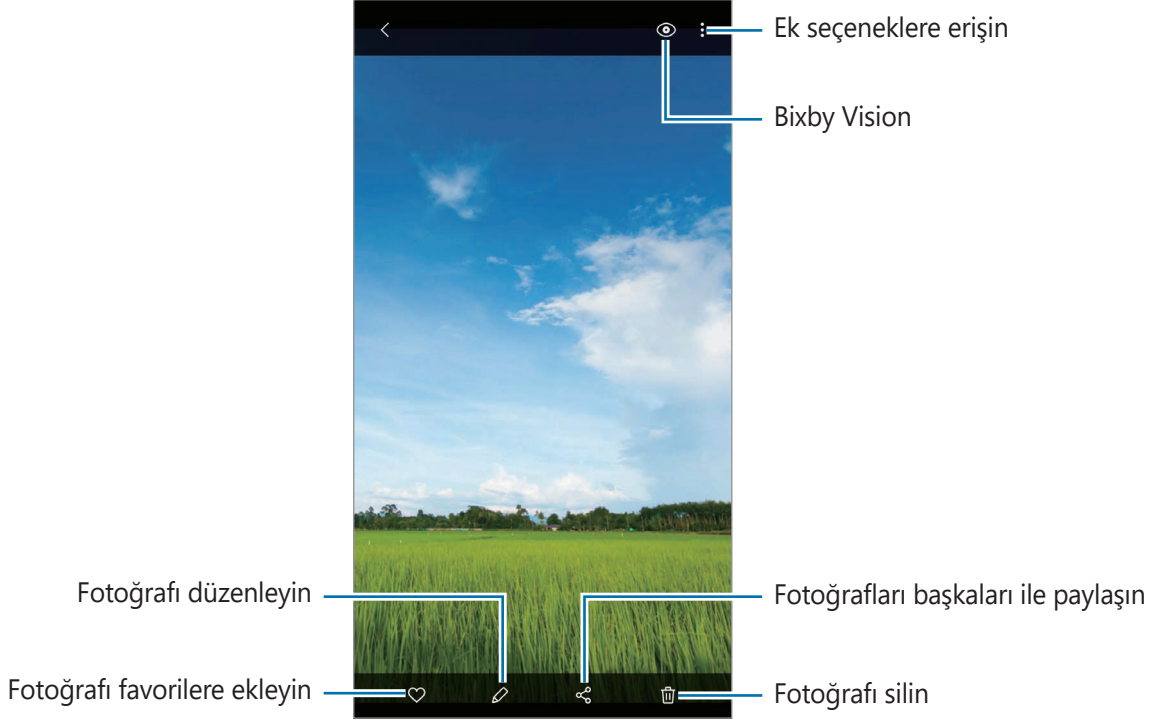 Ek seçeneklere erişin
Bixby Vision
Fotoğrafı düzenleyin
Fotoğrafları başkaları ile paylaşın
Fotoğrafı favorilere ekleyin
Fotoğrafı silin